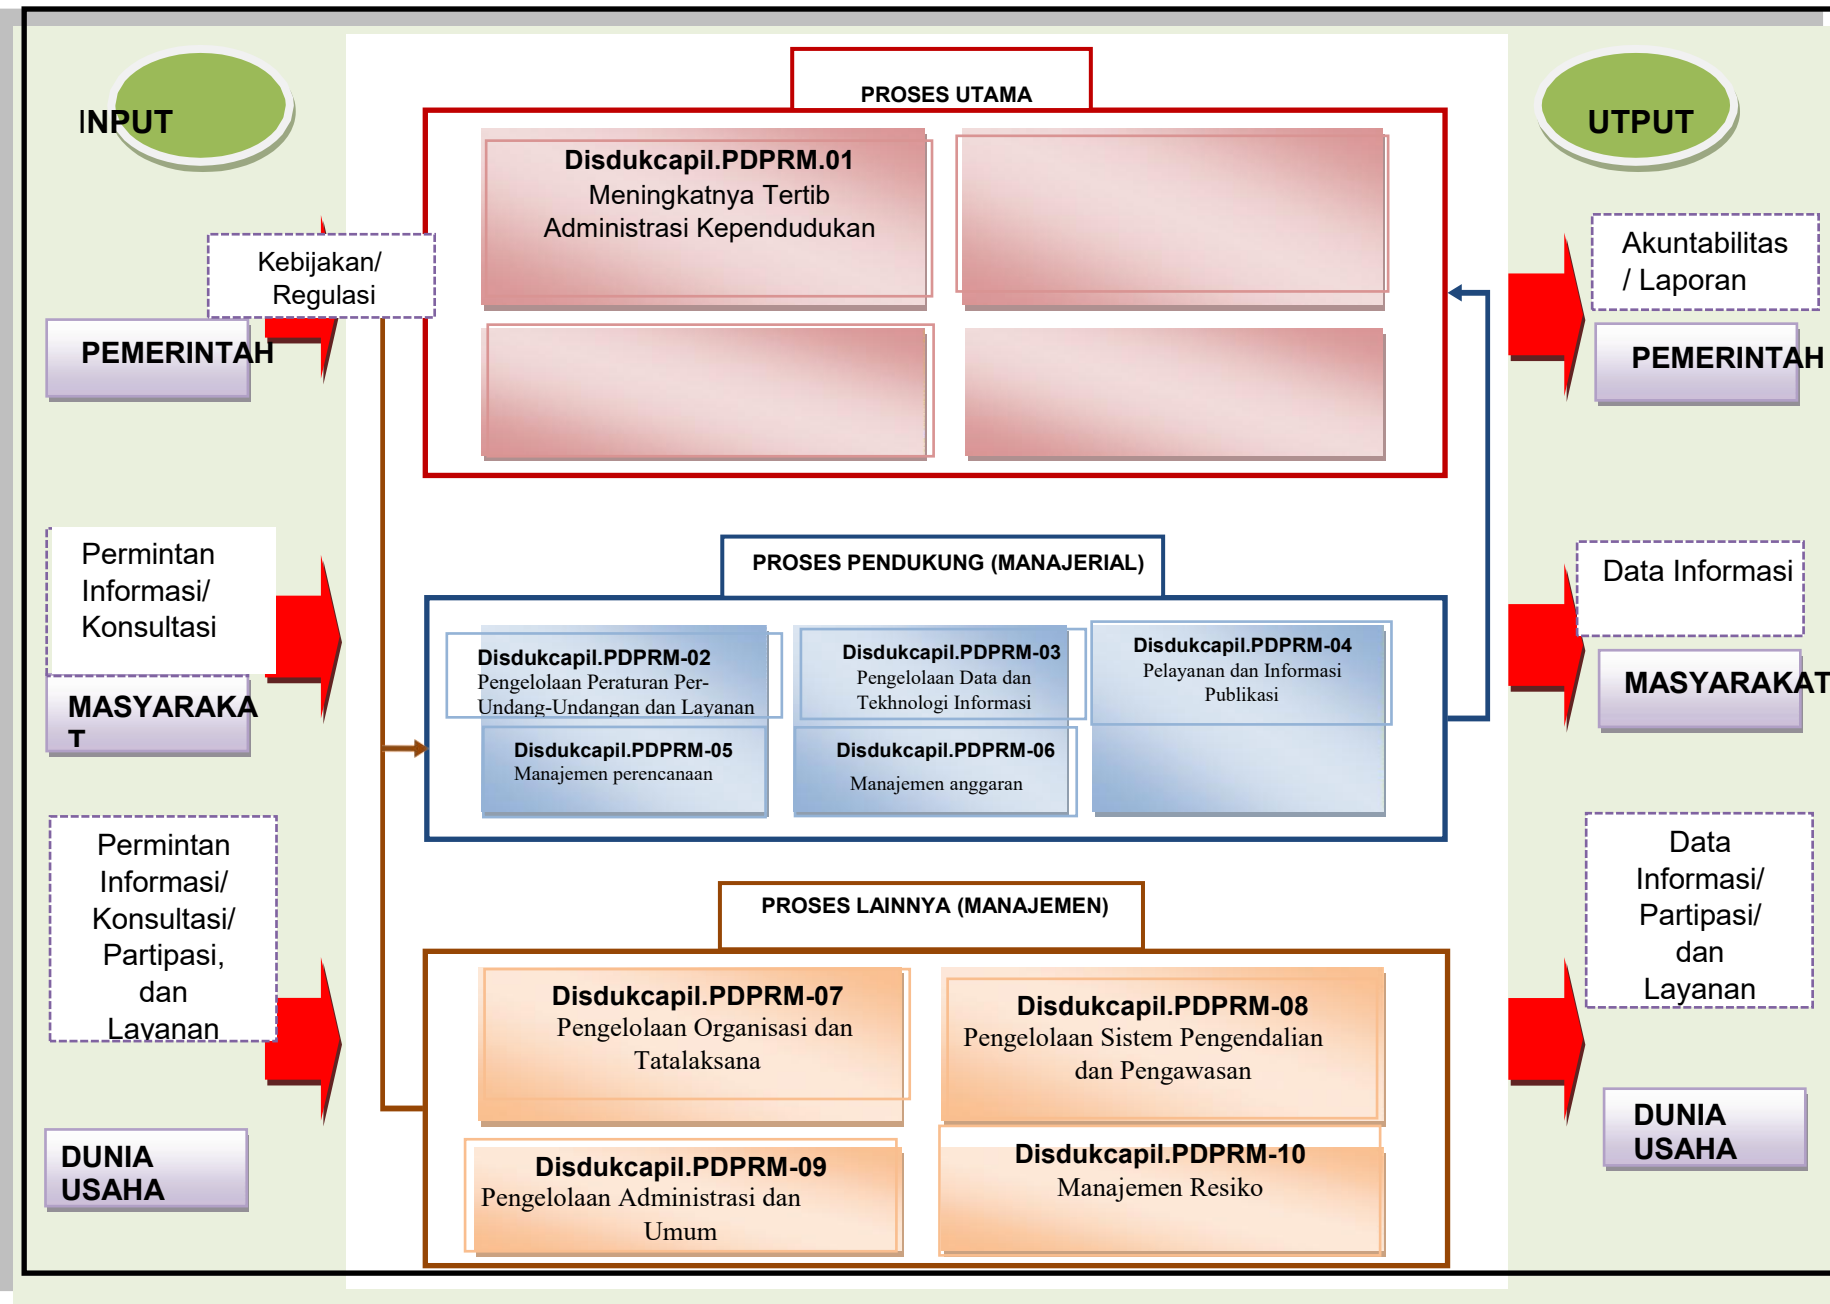 INPUT
PROSES UTAMA
UTPUT
Disdukcapil.PDPRM.01
Meningkatnya Tertib
Administrasi Kependudukan
Kebijakan/
Regulasi
PEMERINTAH
Akuntabilitas
/ Laporan
PEMERINTAH
Permintan
Informasi/
Konsultasi
MASYARAKA
T
PROSES PENDUKUNG (MANAJERIAL)
Disdukcapil.PDPRM-02
Pengelolaan Peraturan Per-
Undang-Undangan dan Layanan
Disdukcapil.PDPRM-03
Pengelolaan Data dan
Tekhnologi Informasi
Disdukcapil.PDPRM-04
Pelayanan dan Informasi
Publikasi
Disdukcapil.PDPRM-05
Manajemen perencanaan
Disdukcapil.PDPRM-06
Manajemen anggaran
Data Informasi
MASYARAKAT
Permintan
Informasi/
Konsultasi/
Partipasi,
dan
Layanan
DUNIA
USAHA
PROSES LAINNYA (MANAJEMEN)
Disdukcapil.PDPRM-07
Pengelolaan Organisasi dan
Tatalaksana
Disdukcapil.PDPRM-08
Pengelolaan Sistem Pengendalian
dan Pengawasan
Disdukcapil.PDPRM-09
Pengelolaan Administrasi dan
Umum
Disdukcapil.PDPRM-10
Manajemen Resiko
Data
Informasi/
Partipasi/
dan
Layanan
DUNIA
USAHA